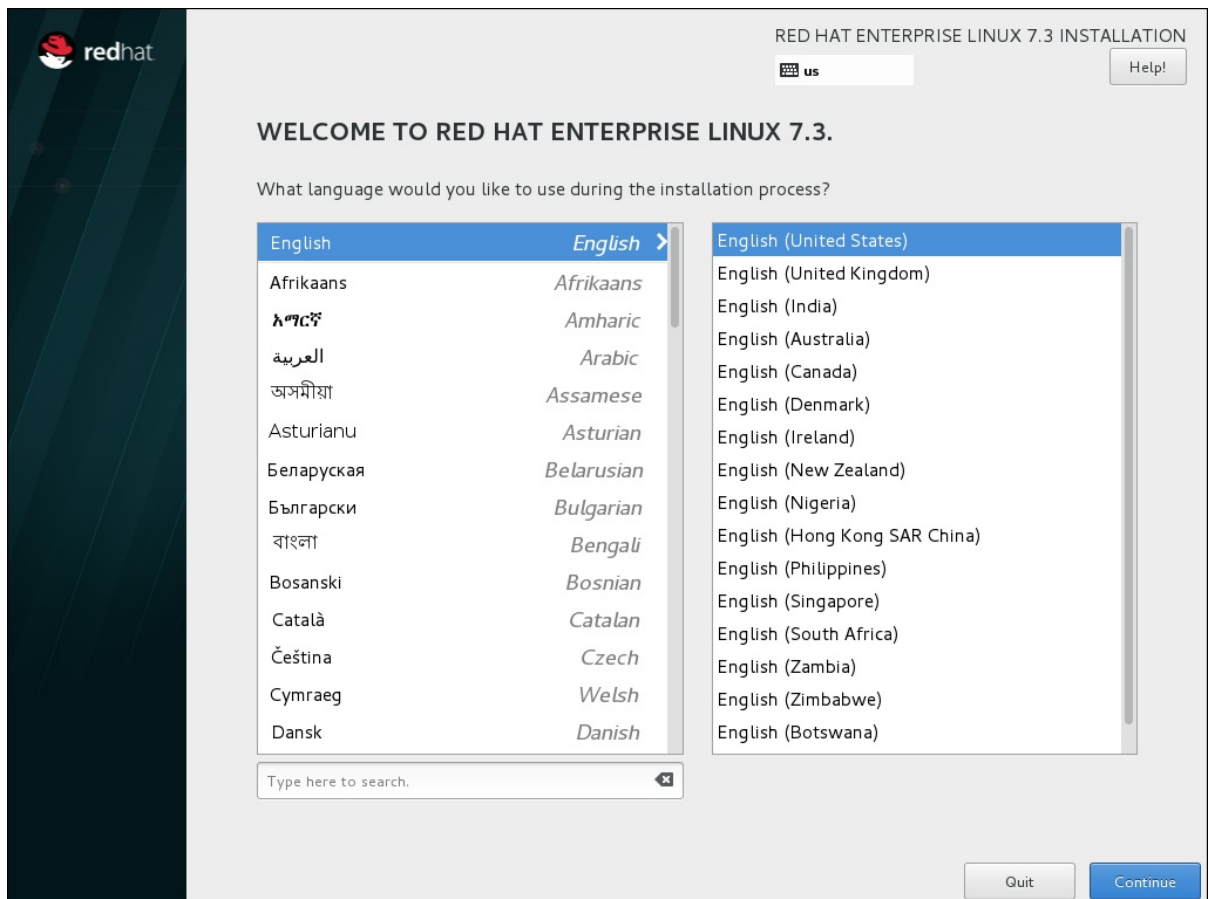 redhat
RED HAT ENTERPRISE LINUX 7.3 INSTALLATION
us
Help!
WELCOME TO RED HAT ENTERPRISE LINUX 7.3.
What language would you like to use during the installation process?
English English
Afrikaans Afrikaans
አማርኛ Amharic
العربية Arabic
অসমীয়া Assamese
Asturianu Asturian
Беларуская Belarusian
Български Bulgarian
বাংলা Bengali
Bosanski Bosnian
Català Catalan
Čeština Czech
Cymraeg Welsh
Dansk Danish
English (United States)
English (United Kingdom)
English (India)
English (Australia)
English (Canada)
English (Denmark)
English (Ireland)
English (New Zealand)
English (Nigeria)
English (Hong Kong SAR China)
English (Philippines)
English (Singapore)
English (South Africa)
English (Zambia)
English (Zimbabwe)
English (Botswana)
Type here to search.
Quit
Continue